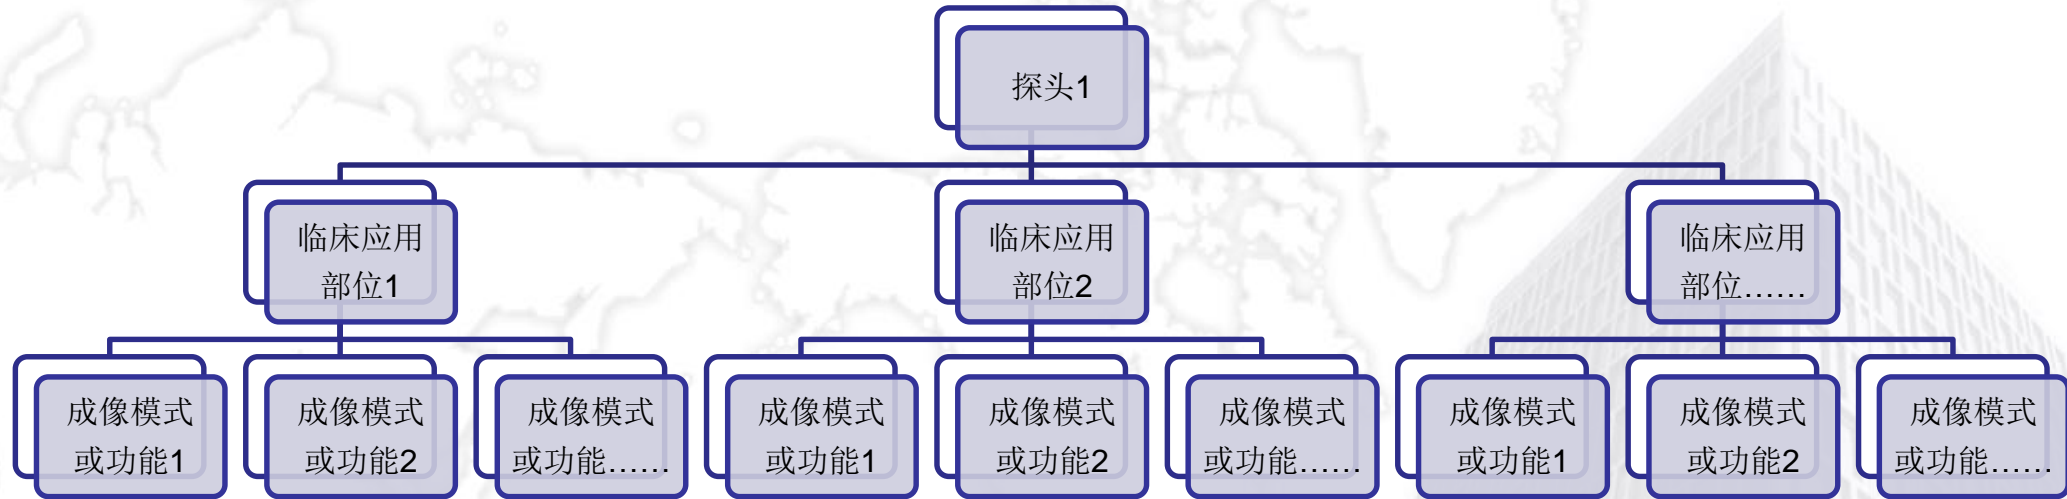 探头1
临床应用
部位1
临床应用
部位2
临床应用
部位……
成像模式
或功能1
成像模式
或功能2
成像模式
或功能……
成像模式
或功能1
成像模式
或功能2
成像模式
或功能……
成像模式
或功能1
成像模式
或功能2
成像模式
或功能……